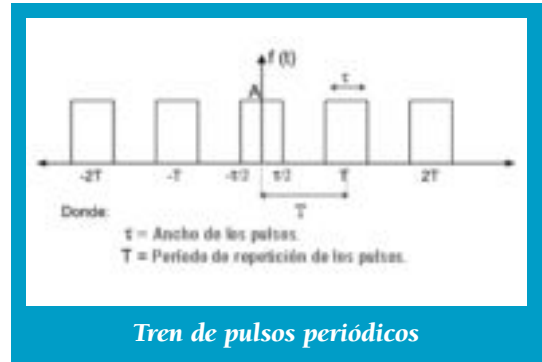 f (t)
τ
A
-2T -T -τ/2 τ/2 T 2T
T
Donde:
τ = Ancho de los pulsos.
T = Período de repetición de los pulsos.
Tren de pulsos periódicos